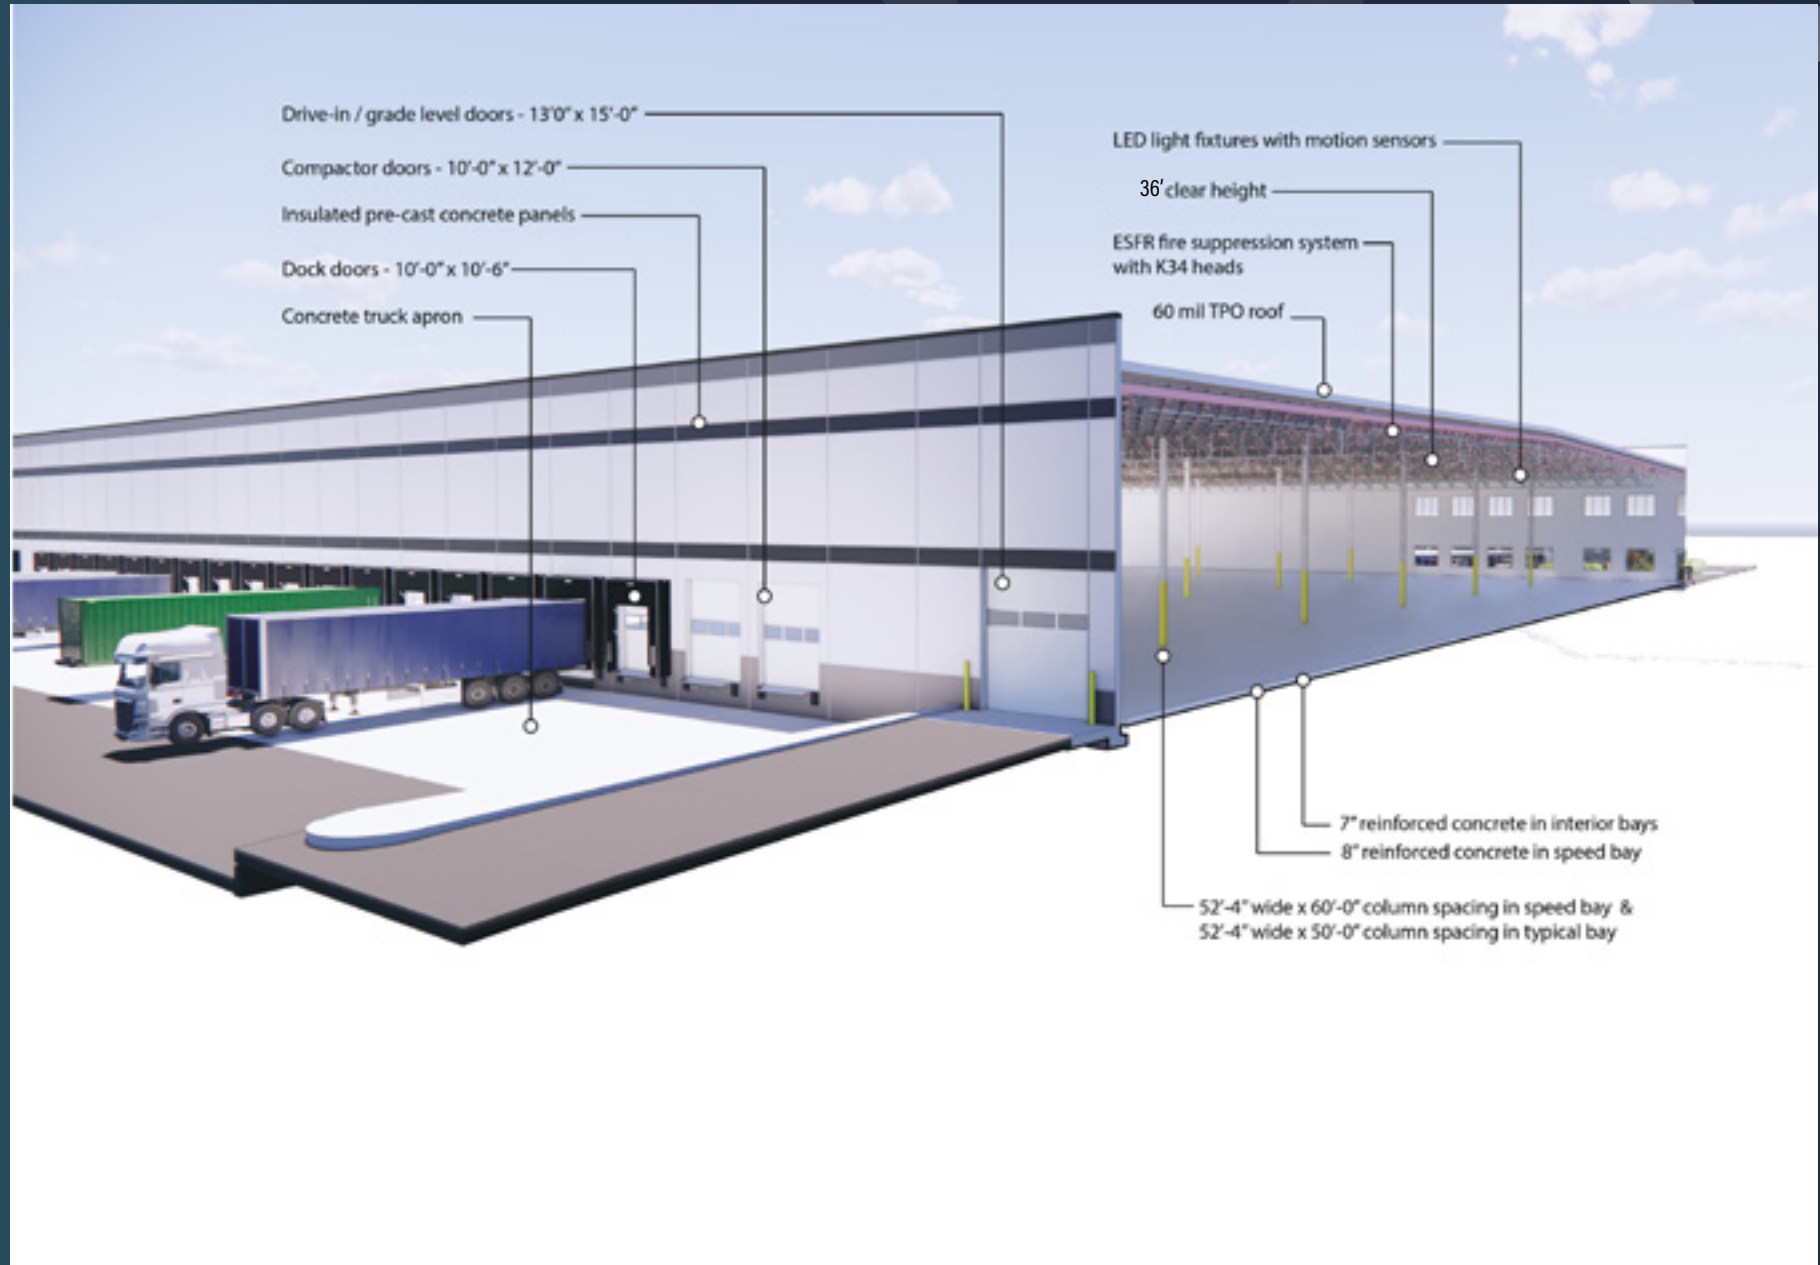 Drive-in / grade level doors - 13'0" x 15'-0"
Compactor doors - 10'-0" x 12'-0"
Insulated pre-cast concrete panels
Dock doors - 10'-0" x 10'-6"
Concrete truck apron
LED light fixtures with motion sensors
36' clear height
ESFR fire suppression system
with K34 heads
60 mil TPO roof
7" reinforced concrete in interior bays
8" reinforced concrete in speed bay
52'-4" wide x 60'-0" column spacing in speed bay &
52'-4" wide x 50'-0" column spacing in typical bay